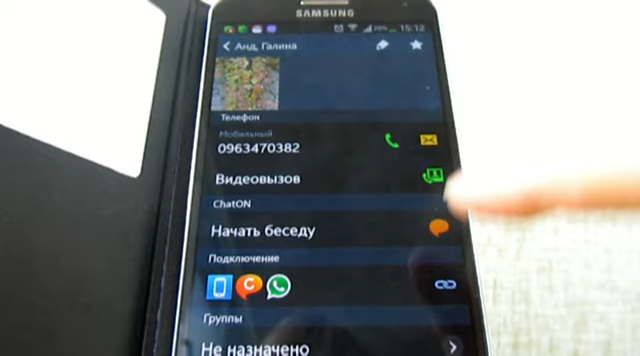 SAMSUNG
15:12
Анд, Галина
Телефон
Мобильный
0963470382
Видеовызов
ChatON
Начать беседу
Подключение
Группы
Не назначено